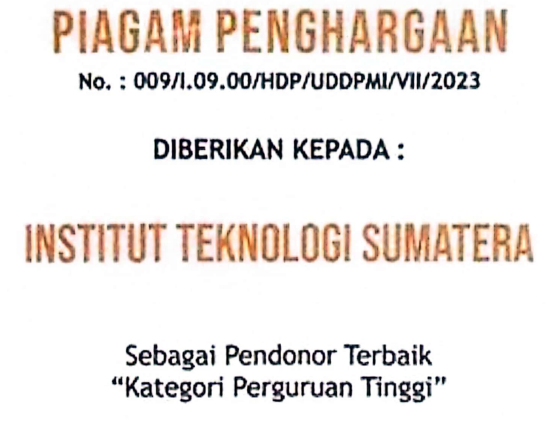 PIAGAM PENGHARGAAN
No. : 009/I.09.00/HDP/UDDPMI/VII/2023
DIBERIKAN KEPADA :
INSTITUT TEKNOLOGI SUMATERA
Sebagai Pendonor Terbaik
“Kategori Perguruan Tinggi”